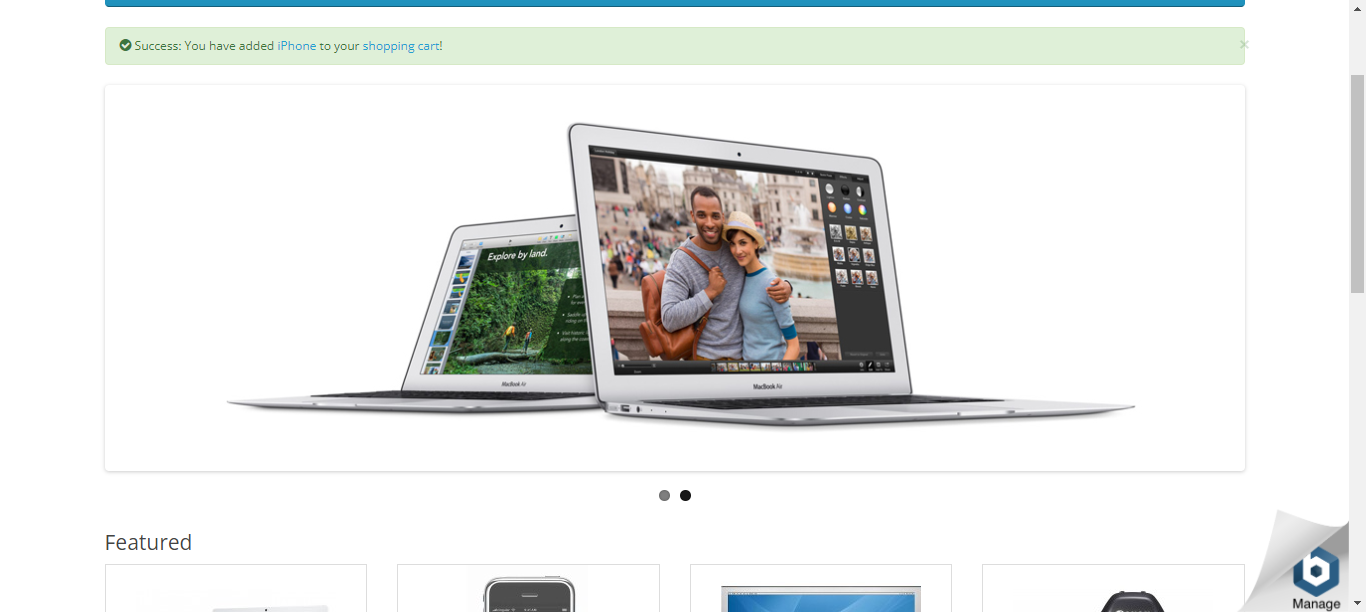 Success: You have added iPhone to your shopping cart!
×
Explore by land.
MacBook Air
MacBook Air
Featured
Manage